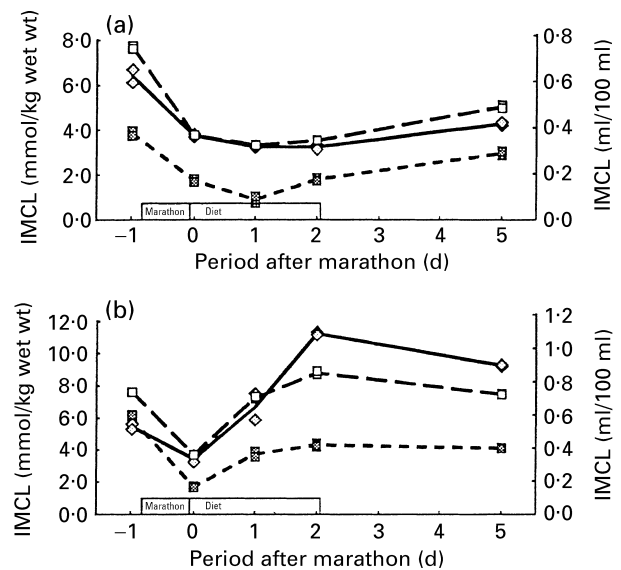 (a)
8·0
6·0
4·0
2·0
0·0
0·8
0·6
0·4
0·2
0·0
IMCL (mmol/kg wet wt)
IMCL (ml/100 ml)
Marathon
Diet
−1 0 1 2 3 4 5
Period after marathon (d)
(b)
12·0
10·0
8·0
6·0
4·0
2·0
0·0
1·2
1·0
0·8
0·6
0·4
0·2
0·0
IMCL (mmol/kg wet wt)
IMCL (ml/100 ml)
Marathon
Diet
−1 0 1 2 3 4 5
Period after marathon (d)